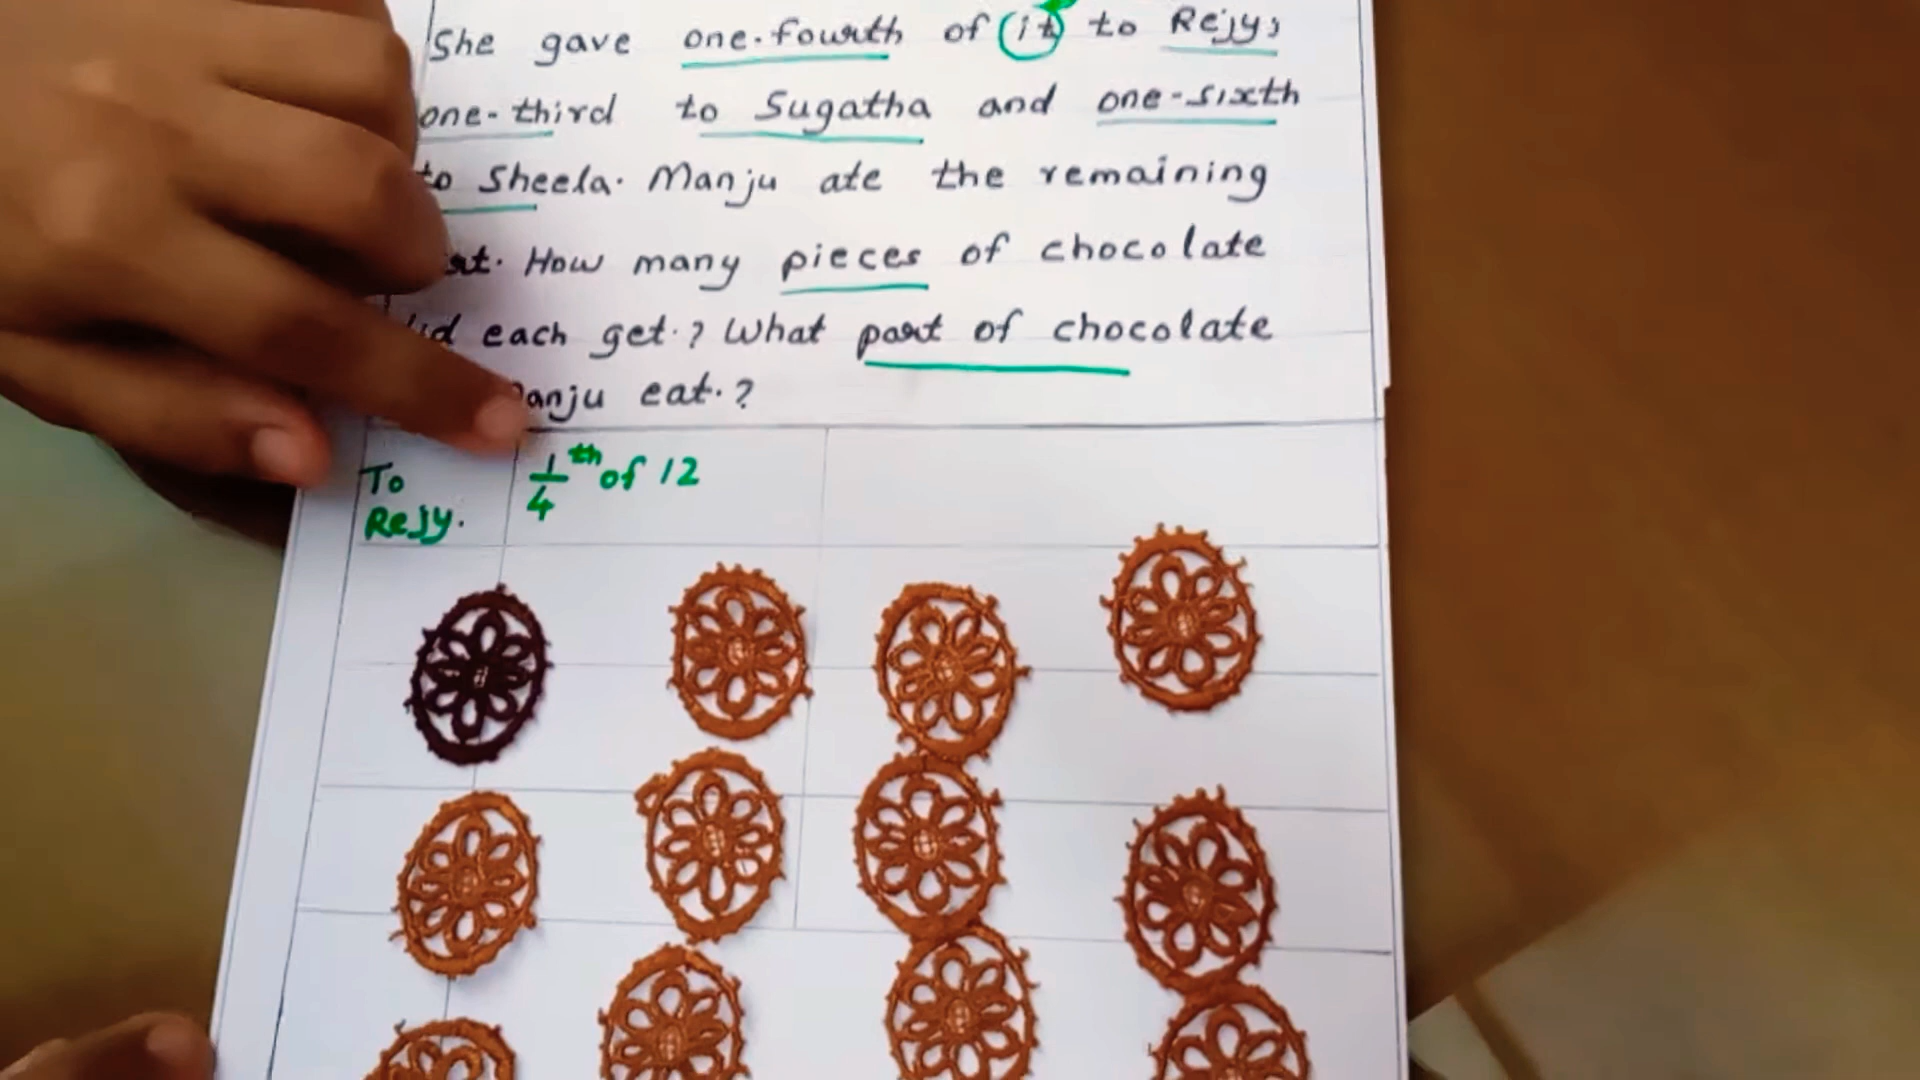 She gave one-fourth of it to Rejy,
one-third to Sugatha and one-sixth
to Sheela. Manju ate the remaining
How many pieces of chocolate
each get.? What part of chocolate
eat.?
To Rejy.
1/4 th of 12